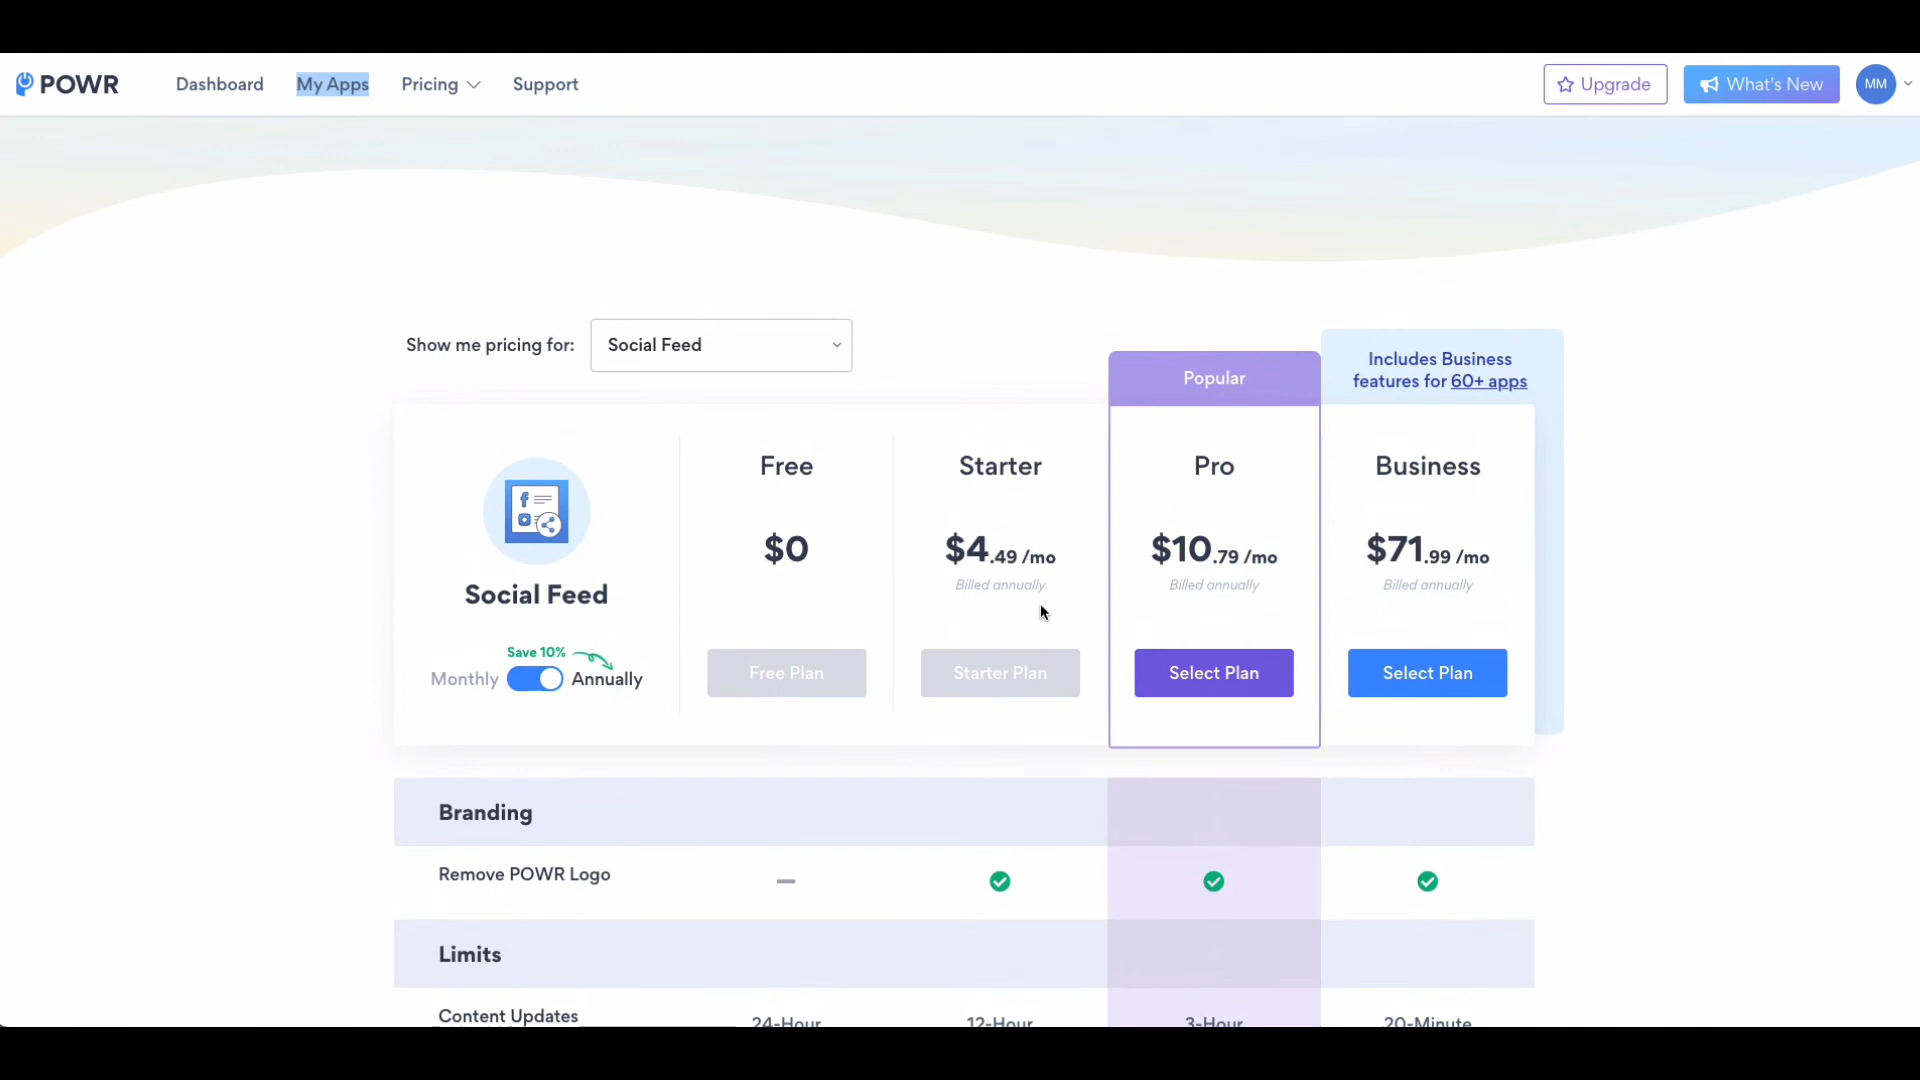 POWR
Dashboard
My Apps
Pricing
Support
Upgrade
What's New
MM
Show me pricing for:
Social Feed
Popular
Includes Business
features for 60+ apps
Social Feed
Save 10%
Monthly
Annually
Free
$0
Free Plan
Starter
$4.49 /mo
Billed annually
Starter Plan
Pro
$10.79 /mo
Billed annually
Select Plan
Business
$71.99 /mo
Billed annually
Select Plan
Branding
Remove POWR Logo
Limits
Content Updates
24-Hour
12-Hour
3-Hour
20-Minute